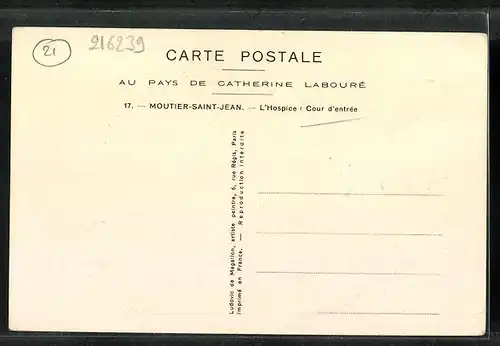 21
216239
CARTE POSTALE
AU PAYS DE CATHERINE LABOURÉ
17. — MOUTIER-SAINT-JEAN. — L'Hospice : Cour d'entrée
Ludovic de Magallon, artiste peintre, 6, rue Régis, Paris
Imprimé en France. — Reproduction interdite